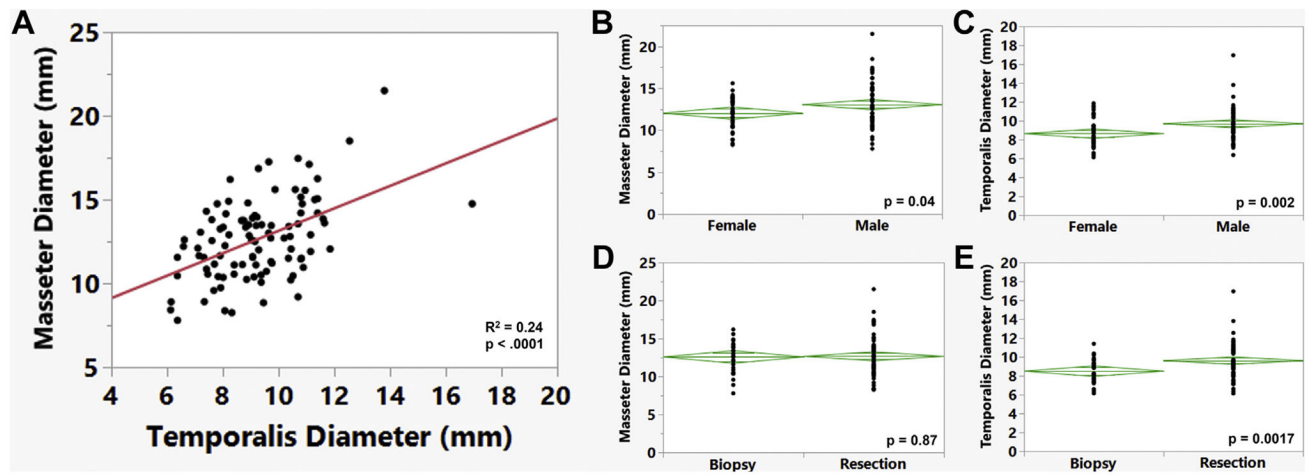 A
Masseter Diameter (mm)
25
20
15
10
5
R² = 0.24
p < .0001
4 6 8 10 12 14 16 18 20
Temporalis Diameter (mm)
B
Masseter Diameter (mm)
20
15
10
5
0
p = 0.04
Female Male
C
Temporalis Diameter (mm)
20
18
16
14
12
10
8
6
4
2
0
p = 0.002
Female Male
D
Masseter Diameter (mm)
25
20
15
10
5
0
p = 0.87
Biopsy Resection
E
Temporalis Diameter (mm)
20
18
16
14
12
10
8
6
4
2
0
p = 0.0017
Biopsy Resection